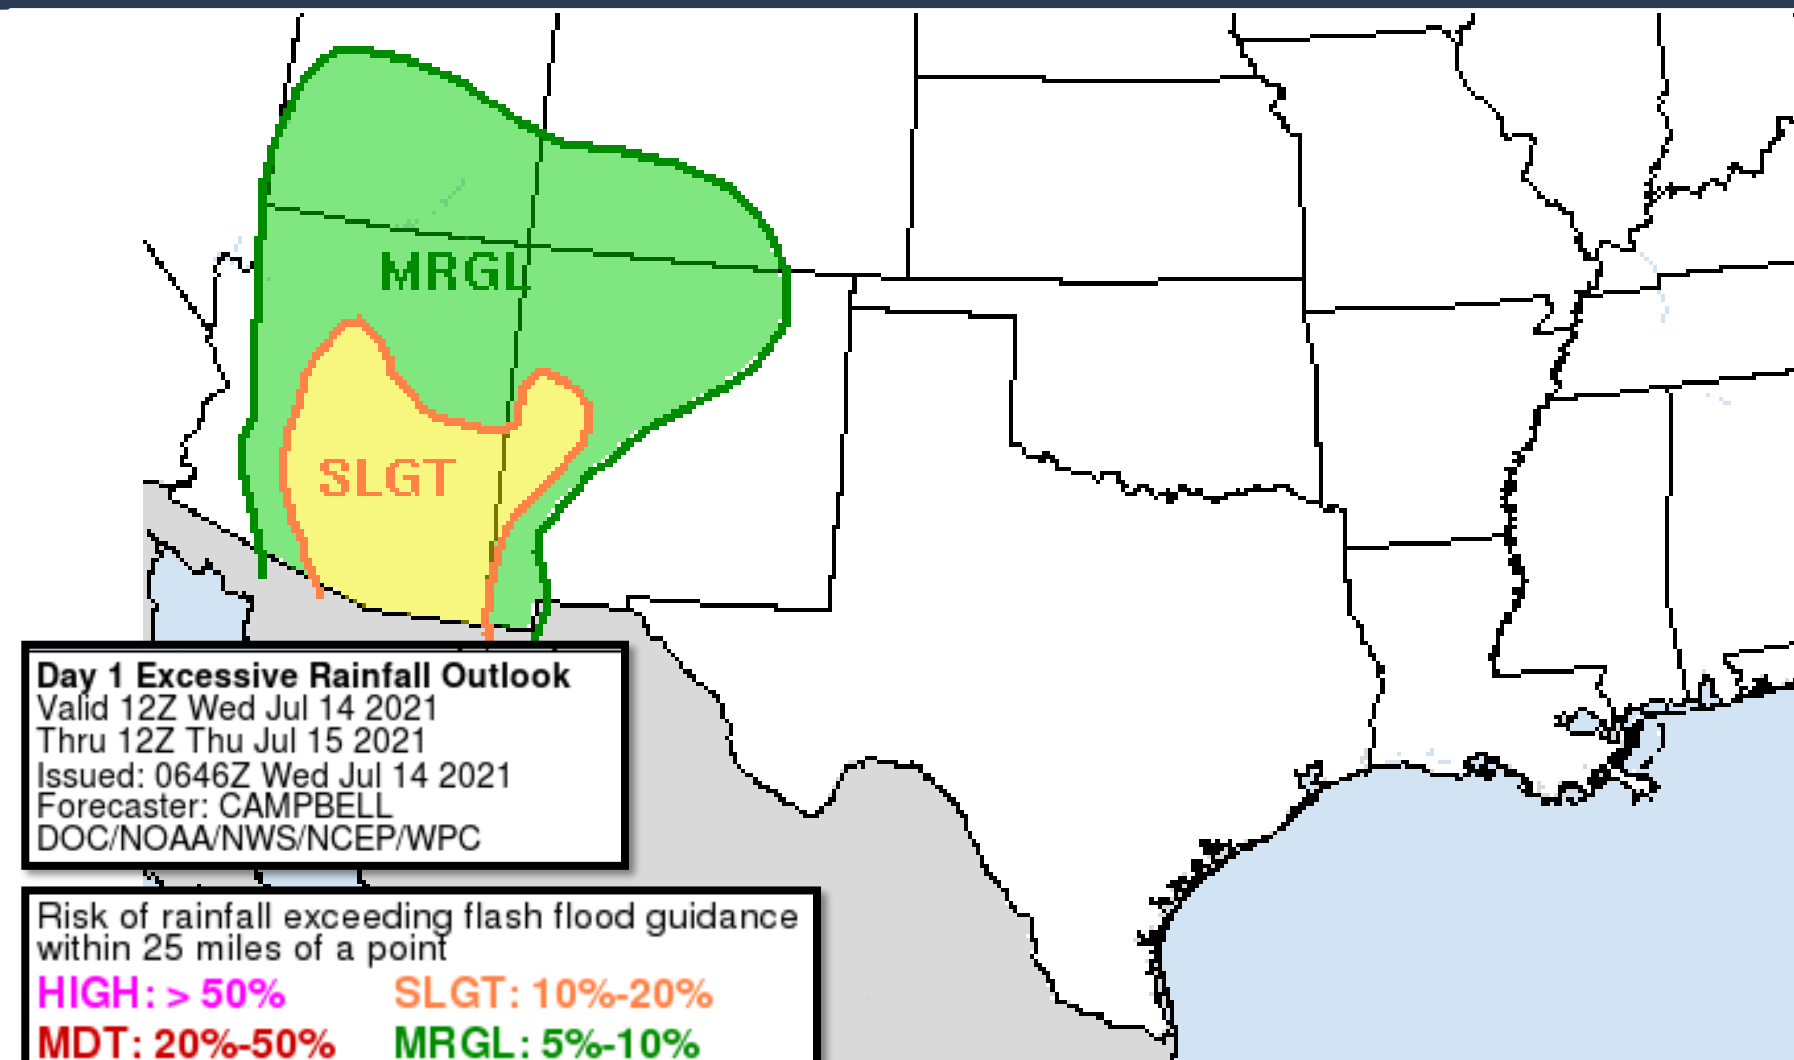 MRGL
SLGT
Day 1 Excessive Rainfall Outlook
Valid 12Z Wed Jul 14 2021
Thru 12Z Thu Jul 15 2021
Issued: 0646Z Wed Jul 14 2021
Forecaster: CAMPBELL
DOC/NOAA/NWS/NCEP/WPC
Risk of rainfall exceeding flash flood guidance
within 25 miles of a point
HIGH: > 50% SLGT: 10%-20%
MDT: 20%-50% MRGL: 5%-10%